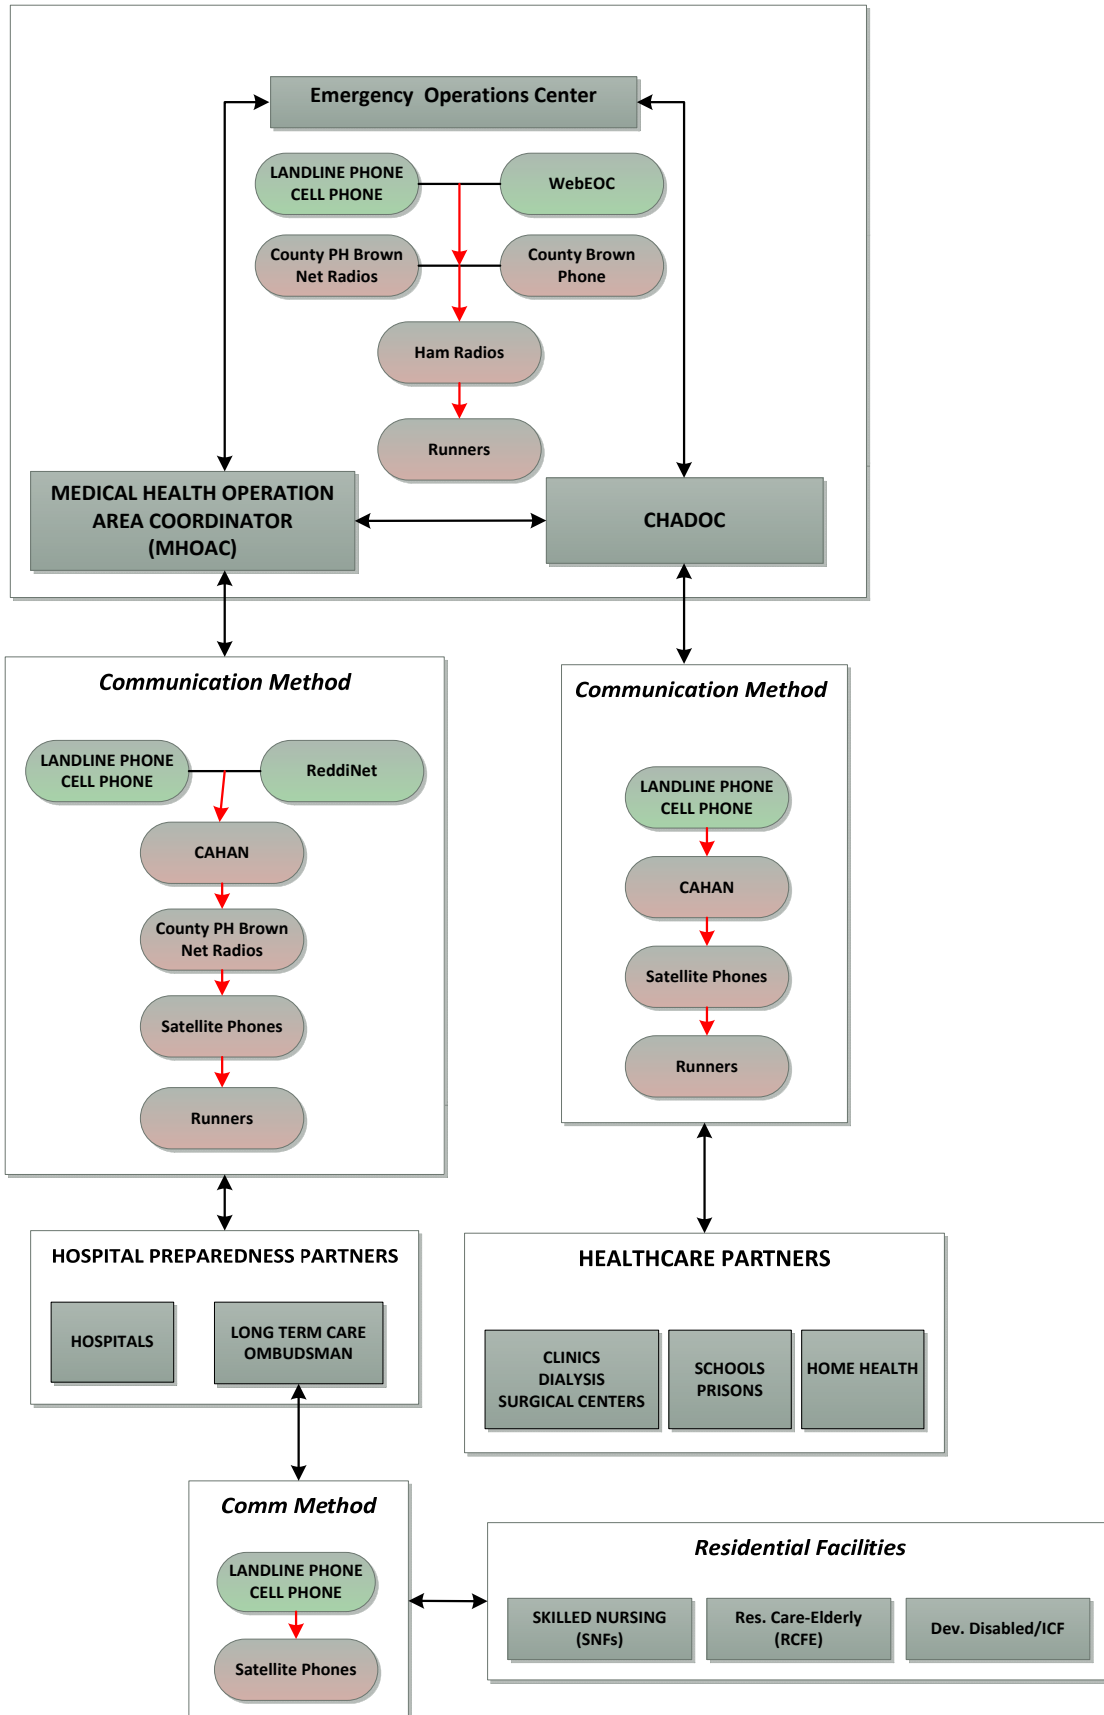 Emergency Operations Center
LANDLINE PHONE
CELL PHONE
WebEOC
County PH Brown
Net Radios
County Brown
Phone
Ham Radios
Runners
MEDICAL HEALTH OPERATION
AREA COORDINATOR
(MHOAC)
CHADOC
Communication Method
LANDLINE PHONE
CELL PHONE
ReddiNet
CAHAN
County PH Brown
Net Radios
Satellite Phones
Runners
Communication Method
LANDLINE PHONE
CELL PHONE
CAHAN
Satellite Phones
Runners
HOSPITAL PREPAREDNESS PARTNERS
HOSPITALS
LONG TERM CARE
OMBUDSMAN
HEALTHCARE PARTNERS
CLINICS
DIALYSIS
SURGICAL CENTERS
SCHOOLS
PRISONS
HOME HEALTH
Comm Method
LANDLINE PHONE
CELL PHONE
Satellite Phones
Residential Facilities
SKILLED NURSING
(SNFs)
Res. Care-Elderly
(RCFE)
Dev. Disabled/ICF